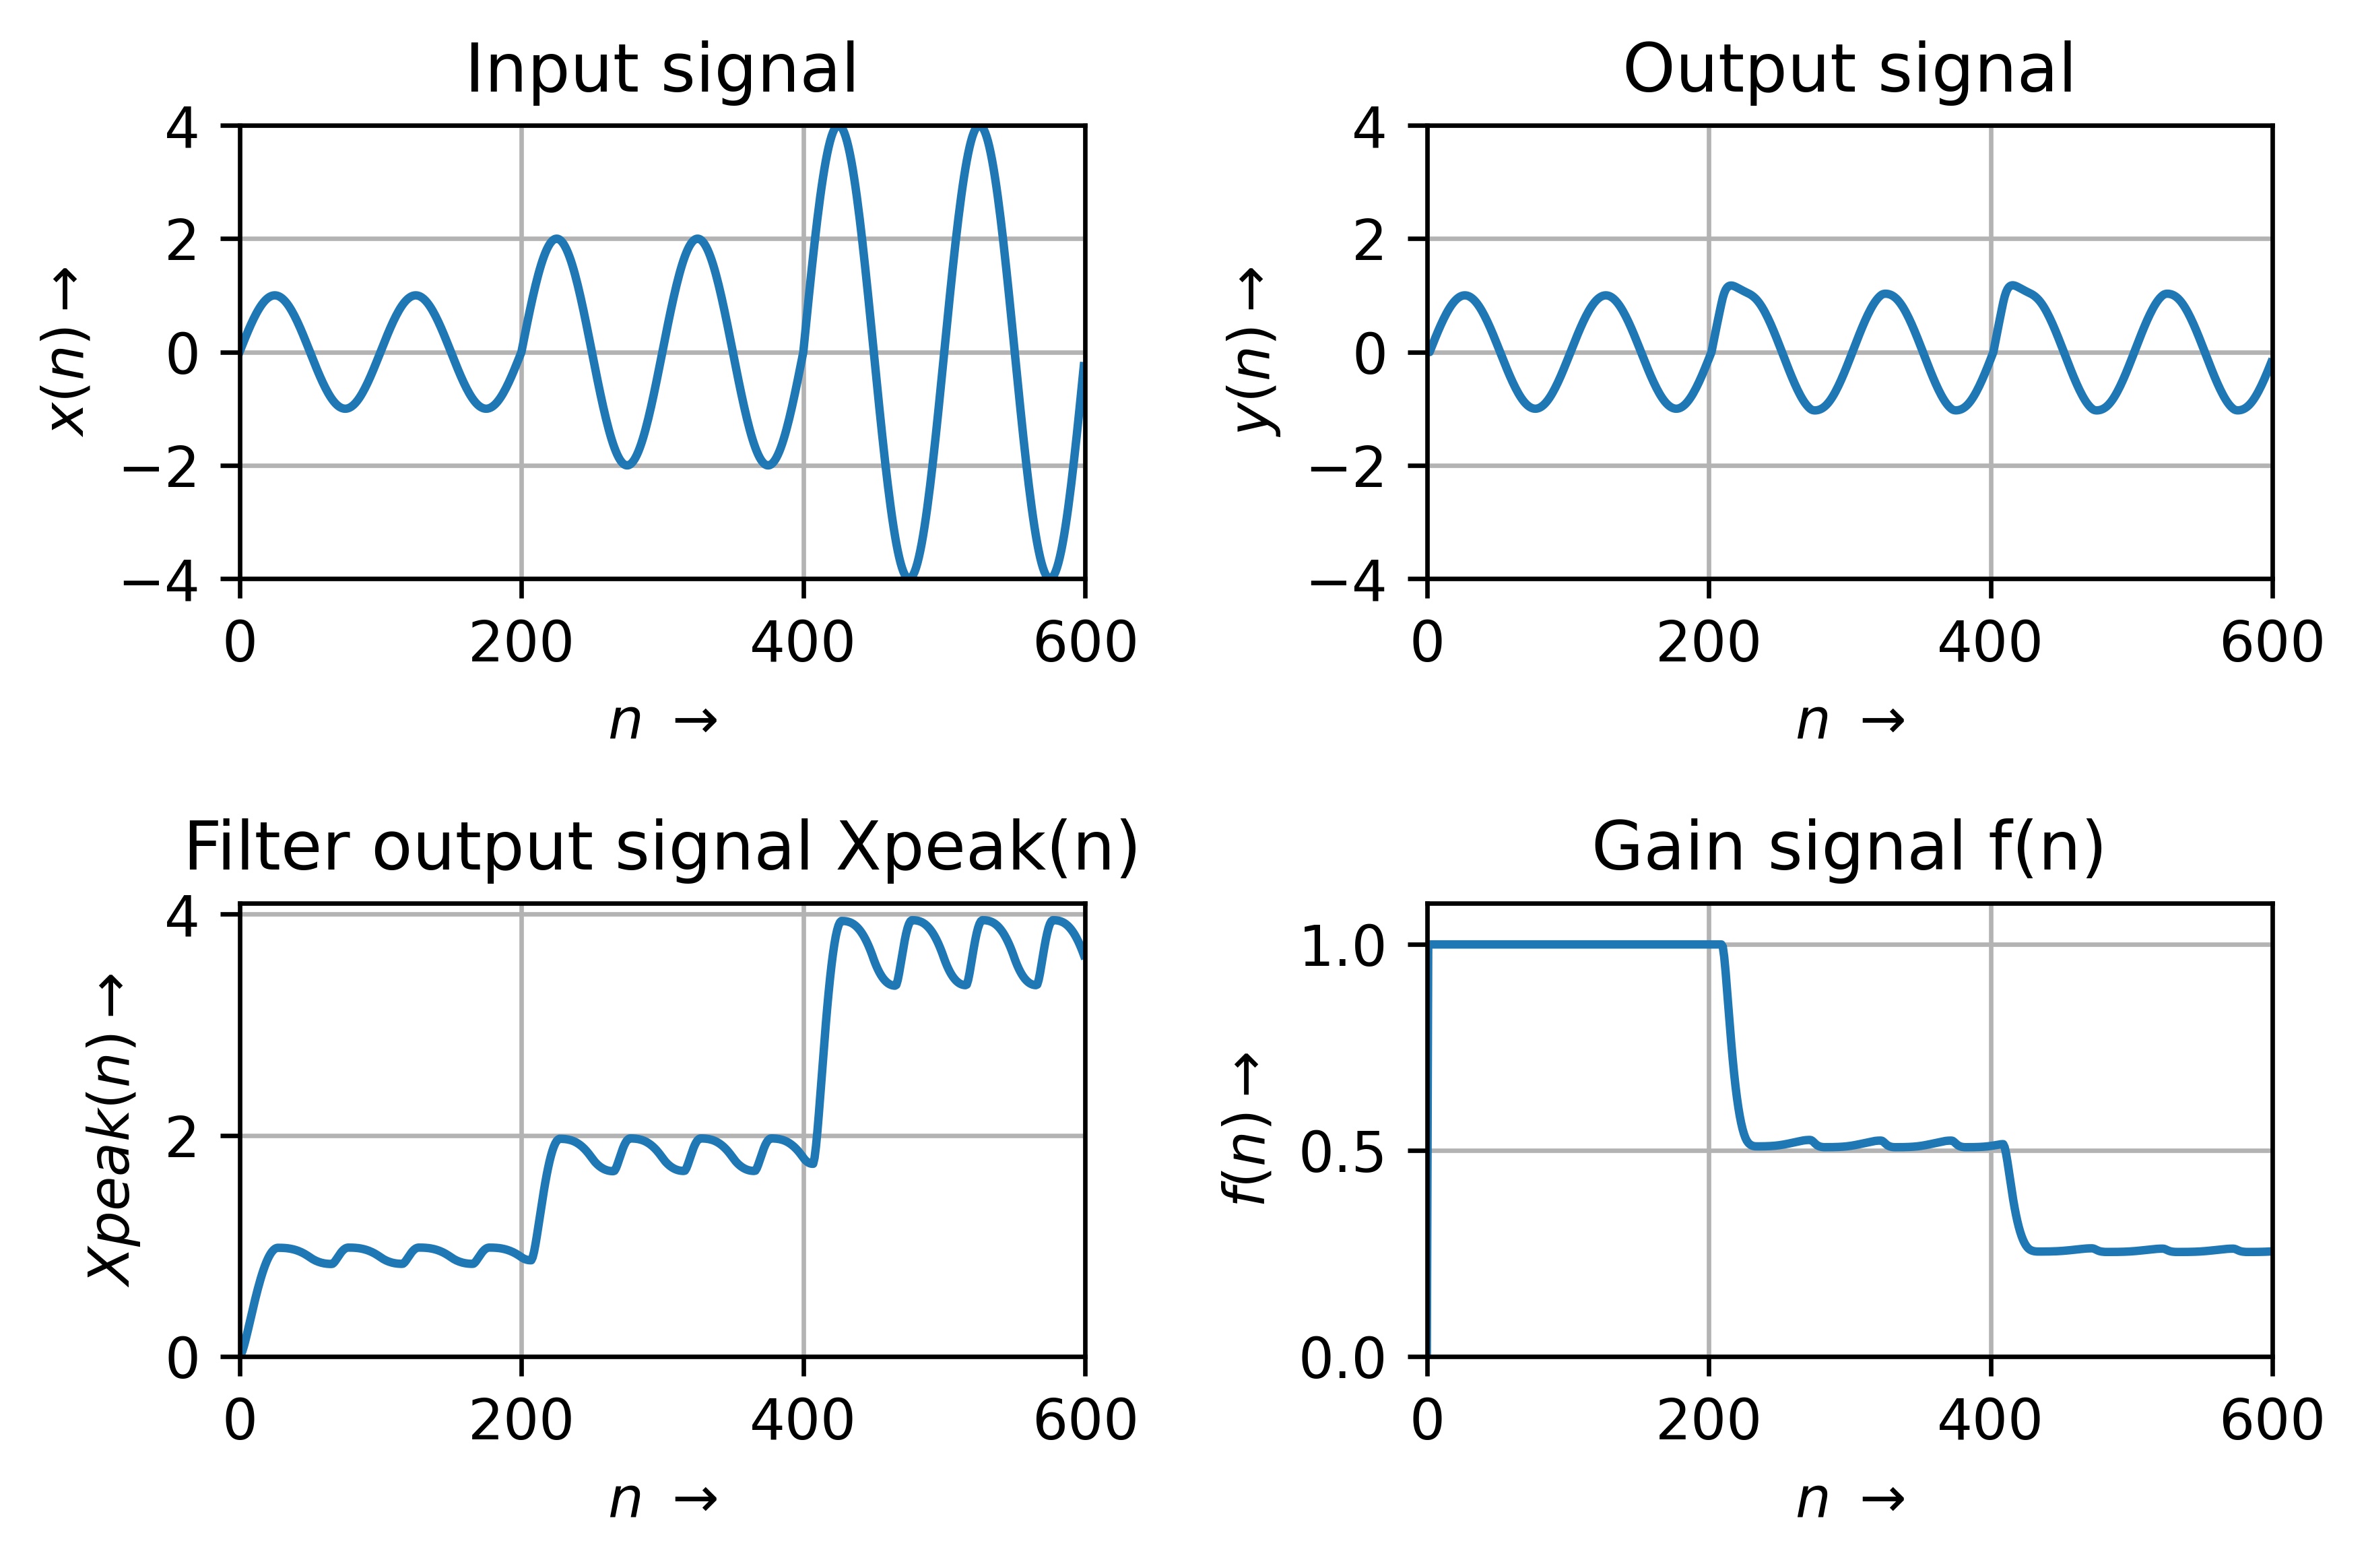 Input signal
4
2
0
−2
−4
x(n)→
0 200 400 600
n →
Output signal
4
2
0
−2
−4
y(n)→
0 200 400 600
n →
Filter output signal Xpeak(n)
4
2
0
Xpeak(n)→
0 200 400 600
n →
Gain signal f(n)
1.0
0.5
0.0
f(n)→
0 200 400 600
n →